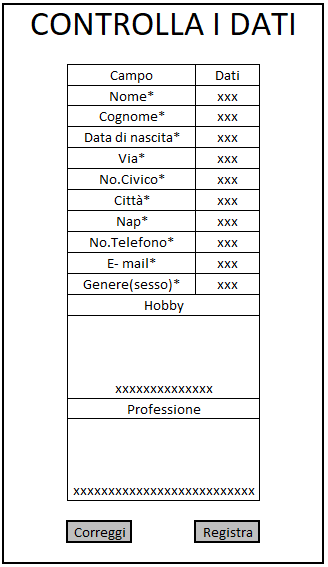 CONTROLLA I DATI
Campo Dati
Nome* xxx
Cognome* xxx
Data di nascita* xxx
Via* xxx
No.Civico* xxx
Città* xxx
Nap* xxx
No.Telefono* xxx
E- mail* xxx
Genere(sesso)* xxx
Hobby
xxxxxxxxxxxxxx
Professione
xxxxxxxxxxxxxxxxxxxxxxxxxx
Correggi Registra